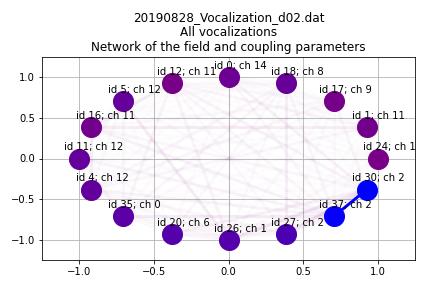 20190828_Vocalization_d02.dat
All vocalizations
Network of the field and coupling parameters
1.0
0.5
0.0
−0.5
−1.0
id 0; ch 14
id 12; ch 11
id 18; ch 8
id 5; ch 12
id 17; ch 9
id 16; ch 11
id 1; ch 11
id 11; ch 12
id 24; ch 1
id 4; ch 12
id 30; ch 2
id 35; ch 0
id 37; ch 2
id 20; ch 6
id 26; ch 1
id 27; ch 2
−1.0 −0.5 0.0 0.5 1.0